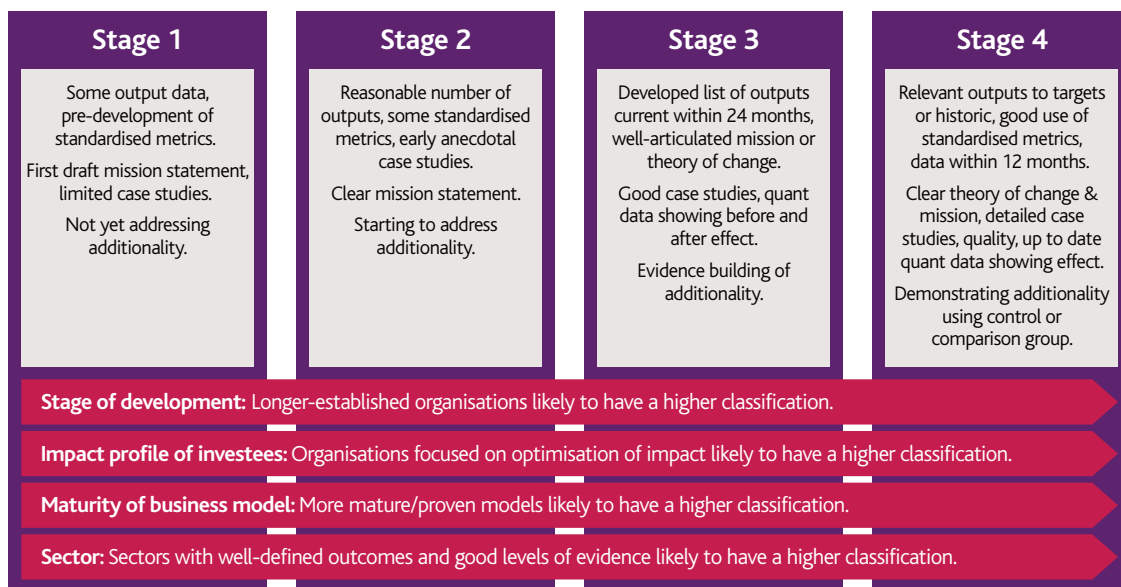 Stage 1
Some output data,
pre-development of
standardised metrics.
First draft mission statement,
limited case studies.
Not yet addressing
additionality.
Stage 2
Reasonable number of
outputs, some standardised
metrics, early anecdotal
case studies.
Clear mission statement.
Starting to address
additionality.
Stage 3
Developed list of outputs
current within 24 months,
well-articulated mission or
theory of change.
Good case studies, quant
data showing before and
after effect.
Evidence building of
additionality.
Stage 4
Relevant outputs to targets
or historic, good use of
standardised metrics,
data within 12 months.
Clear theory of change &
mission, detailed case
studies, quality, up to date
quant data showing effect.
Demonstrating additionality
using control or
comparison group.
Stage of development: Longer-established organisations likely to have a higher classification.
Impact profile of investees: Organisations focused on optimisation of impact likely to have a higher classification.
Maturity of business model: More mature/proven models likely to have a higher classification.
Sector: Sectors with well-defined outcomes and good levels of evidence likely to have a higher classification.